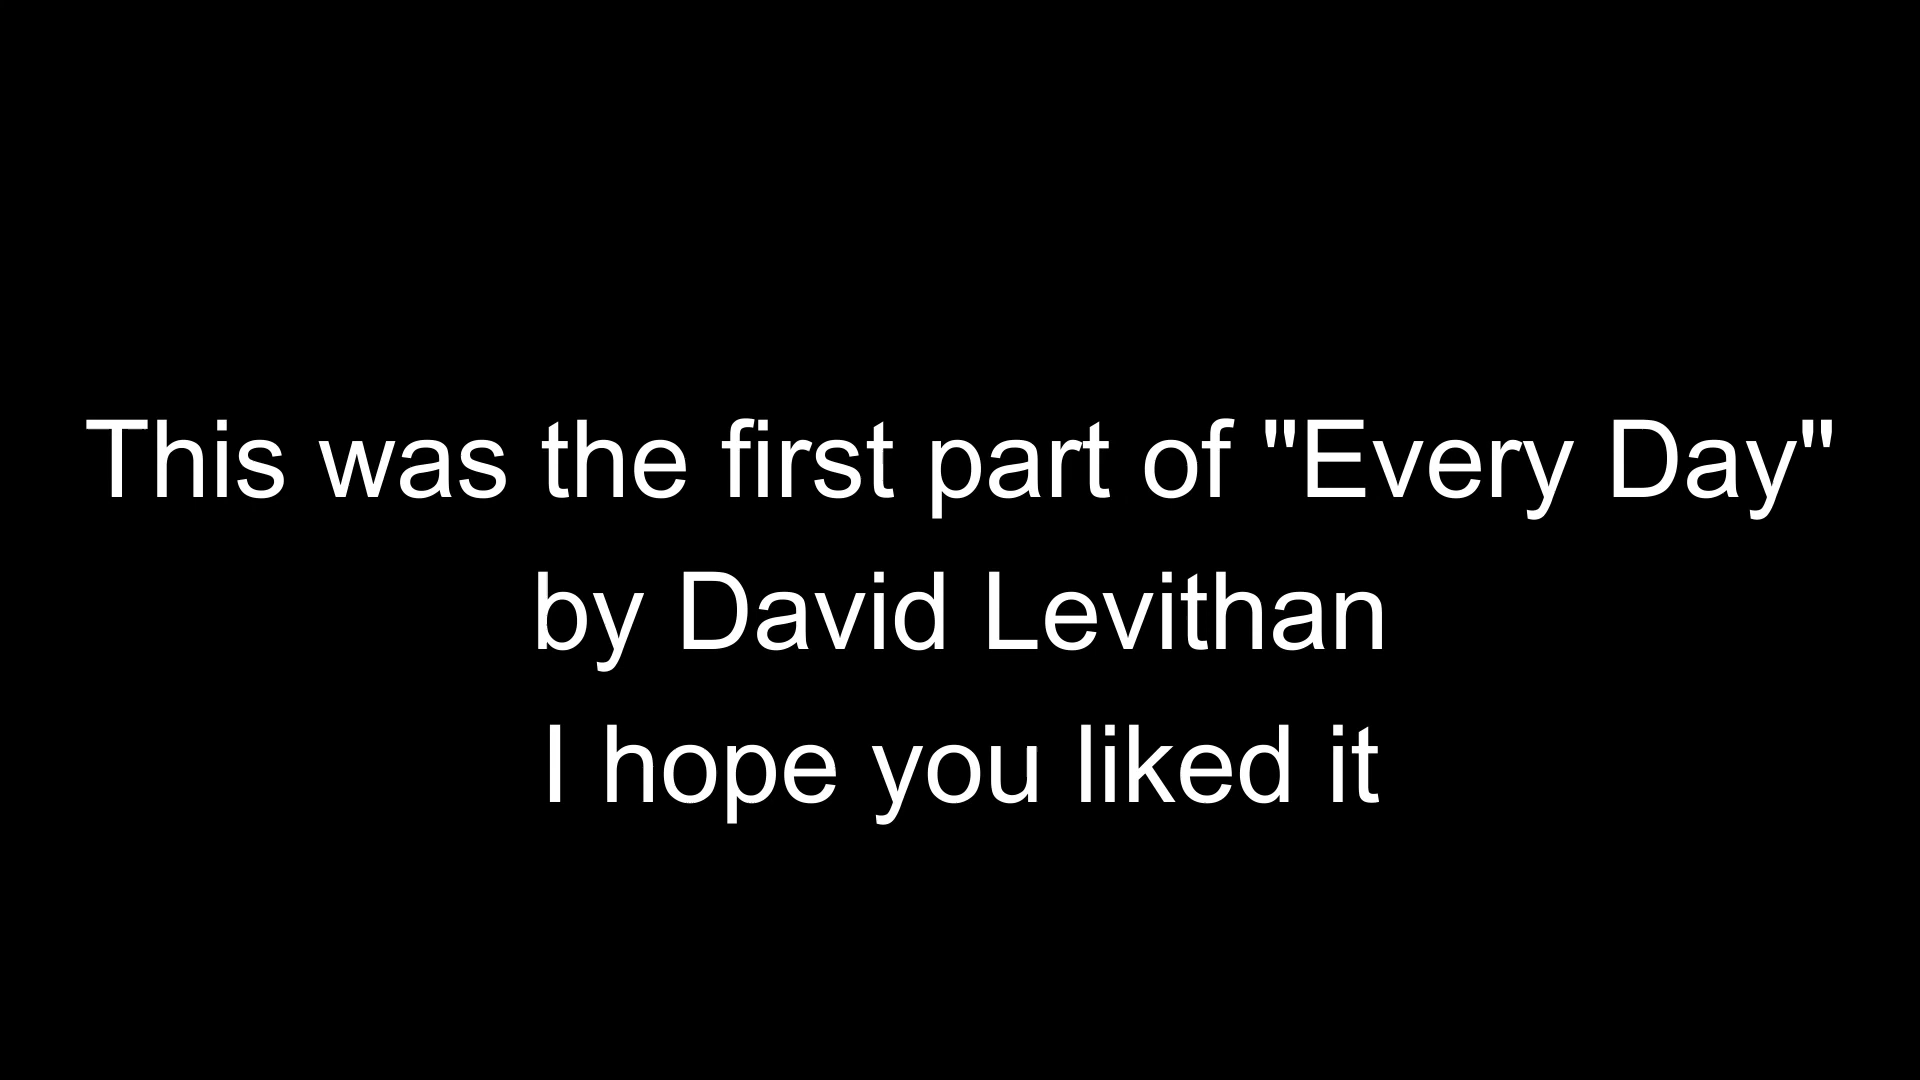 This was the first part of "Every Day"
by David Levithan
I hope you liked it